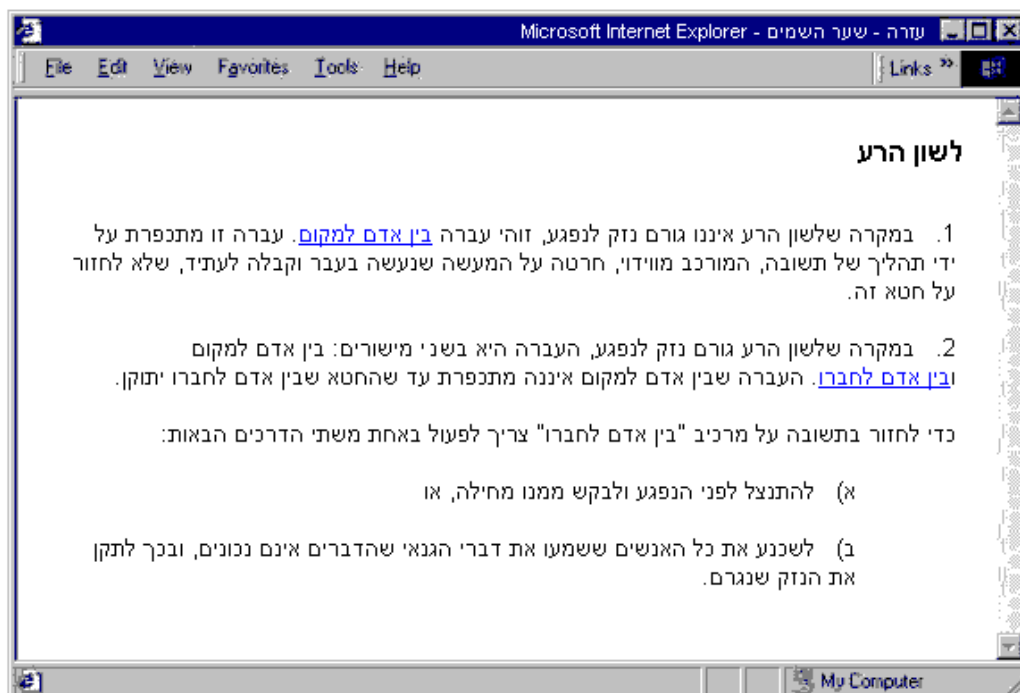 עזרה - שער השמים - Microsoft Internet Explorer
File Edit View Favorites Tools Help Links »
לשון הרע
1. במקרה שלשון הרע איננו גורם נזק לנפגע, זוהי עברה בין אדם למקום. עברה זו מתכפרת על
ידי תהליך של תשובה, המורכב מווידוי, חרטה על המעשה שנעשה בעבר וקבלה לעתיד, שלא לחזור
על חטא זה.
2. במקרה שלשון הרע גורם נזק לנפגע, העברה היא בשני מישורים: בין אדם למקום
ובין אדם לחברו. העברה שבין אדם למקום איננה מתכפרת עד שהחטא שבין אדם לחברו יתוקן.
כדי לחזור בתשובה על מרכיב "בין אדם לחברו" צריך לפעול באחת משתי הדרכים הבאות:
א) להתנצל לפני הנפגע ולבקש ממנו מחילה, או
ב) לשכנע את כל האנשים ששמעו את דברי הגנאי שהדברים אינם נכונים, ובכך לתקן
את הנזק שנגרם.
My Computer